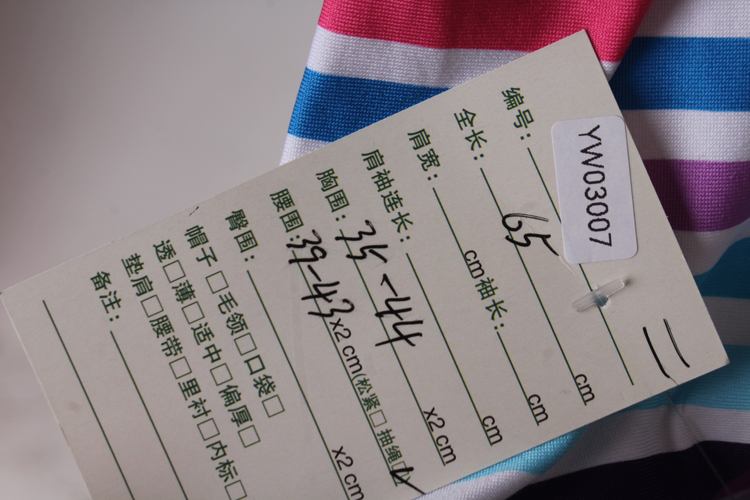 编号: YW03007
全长: 65 cm
肩宽: cm 袖长: cm
肩袖连长: cm
胸围: 35-44 x2 cm
腰围: 39-43 x2 cm (松紧□ 抽绳☑
臀围: x2 cm
帽子□ 毛领□ 口袋□
透□ 薄□ 适中□ 偏厚□
垫肩□ 腰带□ 里衬□ 内标□
备注: